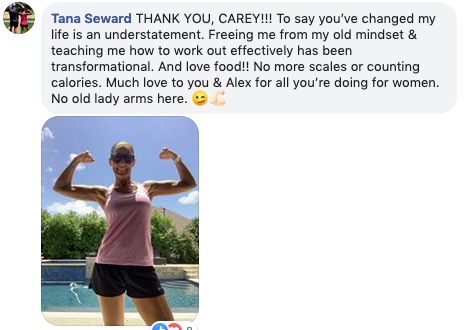 Tana Seward THANK YOU, CAREY!!! To say you've changed my
life is an understatement. Freeing me from my old mindset &
teaching me how to work out effectively has been
transformational. And love food!! No more scales or counting
calories. Much love to you & Alex for all you're doing for women.
No old lady arms here. 😉💪🏻